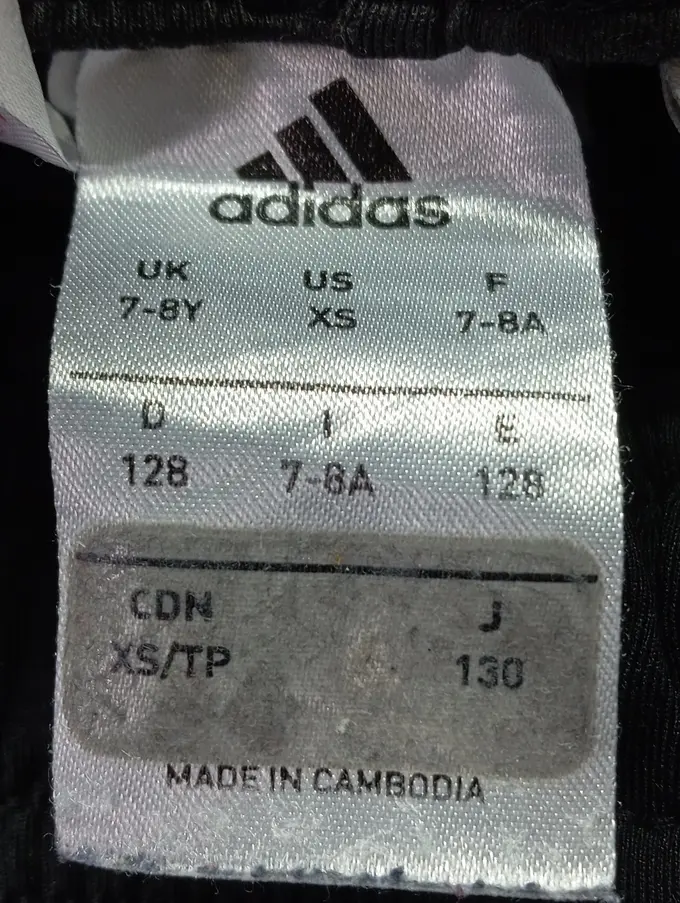 adidas
UK US F
7-8Y XS 7-8A
D I E
128 7-8A 128
CDN J
XS/TP 130
MADE IN CAMBODIA